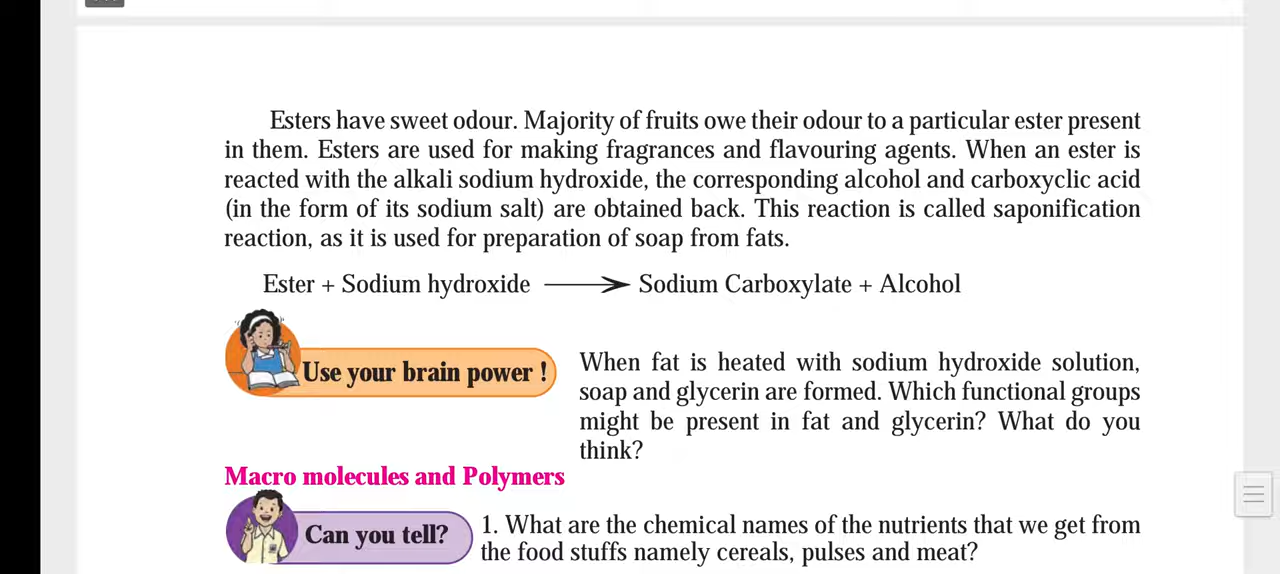 Esters have sweet odour. Majority of fruits owe their odour to a particular ester present
in them. Esters are used for making fragrances and flavouring agents. When an ester is
reacted with the alkali sodium hydroxide, the corresponding alcohol and carboxyclic acid
(in the form of its sodium salt) are obtained back. This reaction is called saponification
reaction, as it is used for preparation of soap from fats.
Ester + Sodium hydroxide ⟶ Sodium Carboxylate + Alcohol
Use your brain power !
When fat is heated with sodium hydroxide solution,
soap and glycerin are formed. Which functional groups
might be present in fat and glycerin? What do you
think?
Macro molecules and Polymers
Can you tell?
1. What are the chemical names of the nutrients that we get from
the food stuffs namely cereals, pulses and meat?